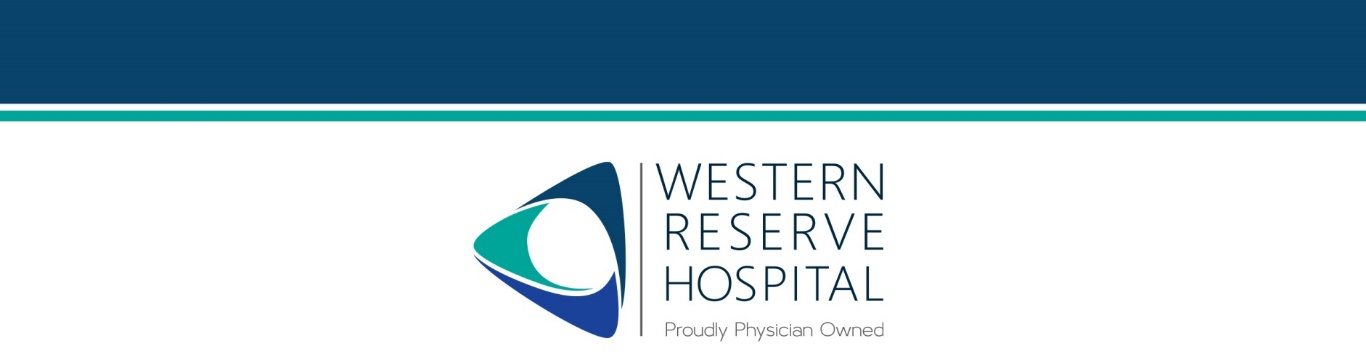 WESTERN
RESERVE
HOSPITAL
Proudly Physician Owned